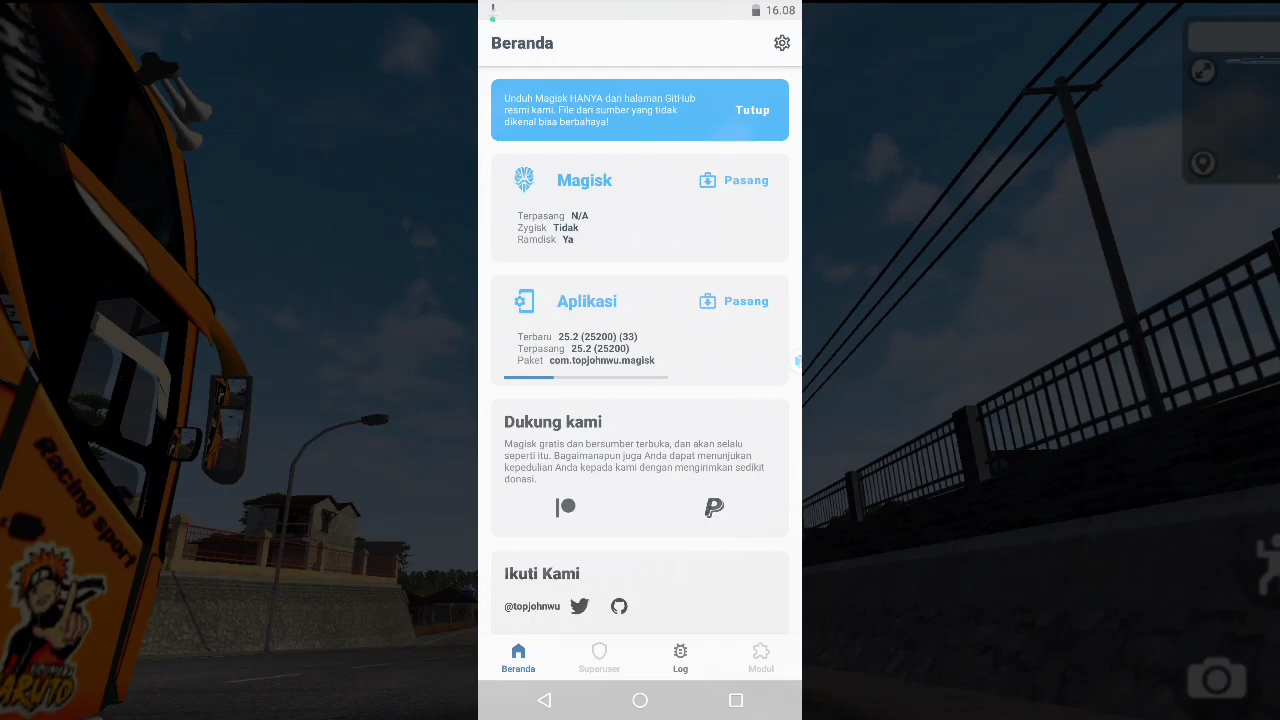 16.08
Beranda
Unduh Magisk HANYA dari halaman GitHub
resmi kami. File dari sumber yang tidak
dikenal bisa berbahaya!
Tutup
Magisk
Pasang
Terpasang N/A
Zygisk Tidak
Ramdisk Ya
Aplikasi
Pasang
Terbaru 25.2 (25200) (33)
Terpasang 25.2 (25200)
Paket com.topjohnwu.magisk
Dukung kami
Magisk gratis dan bersumber terbuka, dan akan selalu
seperti itu. Bagaimanapun juga Anda dapat menunjukan
kepedulian Anda kepada kami dengan mengirimkan sedikit
donasi.
Ikuti Kami
@topjohnwu
Beranda
Superuser
Log
Modul
Racing sport
NARUTO